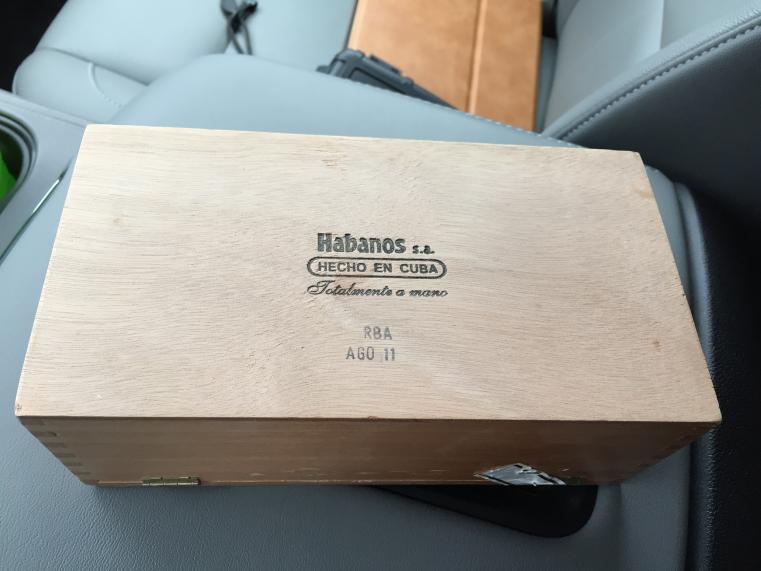 Habanos s.a.
HECHO EN CUBA
Totalmente a mano
RBA
AGO 11